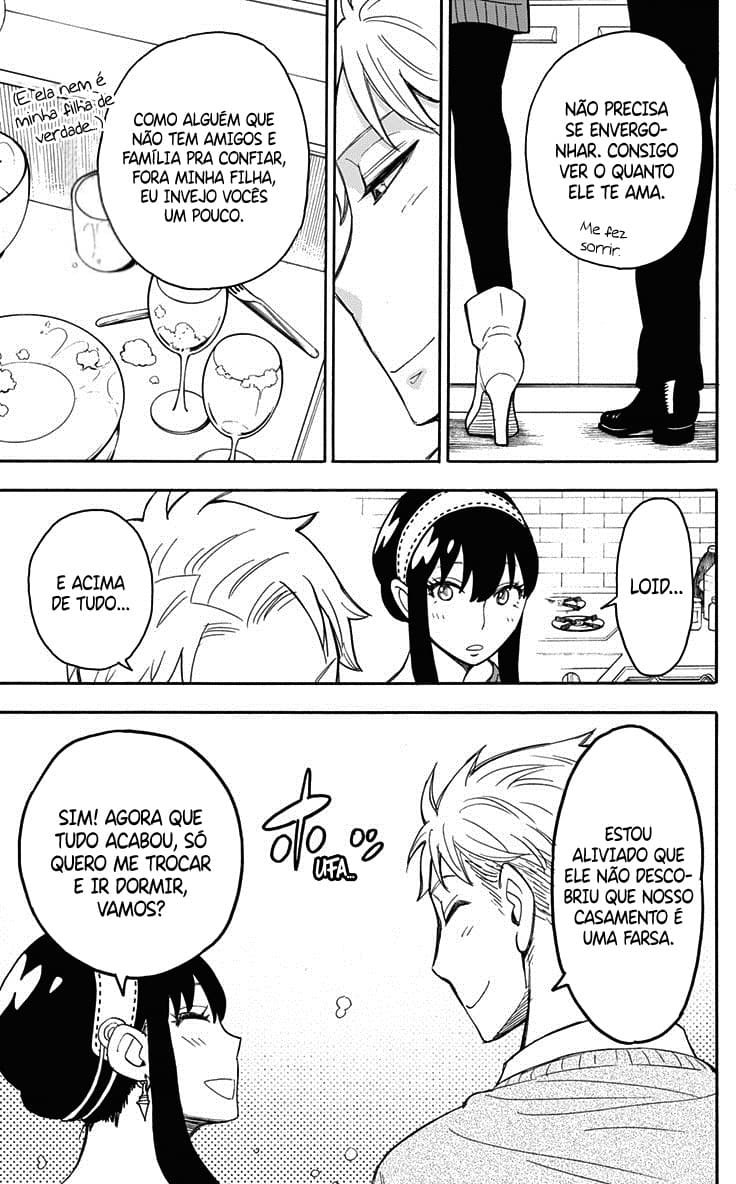 NÃO PRECISA
SE ENVERGO-
NHAR. CONSIGO
VER O QUANTO
ELE TE AMA.
Me fez
sorrir.
COMO ALGUÉM QUE
NÃO TEM AMIGOS E
FAMÍLIA PRA CONFIAR,
FORA MINHA FILHA,
EU INVEJO VOCÊS
UM POUCO.
(E ela nem é
minha filha de
verdade...)
LOID...
E ACIMA
DE TUDO...
ESTOU
ALIVIADO QUE
ELE NÃO DESCO-
BRIU QUE NOSSO
CASAMENTO É
UMA FARSA.
ホッ
UFA...
SIM! AGORA QUE
TUDO ACABOU, SÓ
QUERO ME TROCAR
E IR DORMIR,
VAMOS?